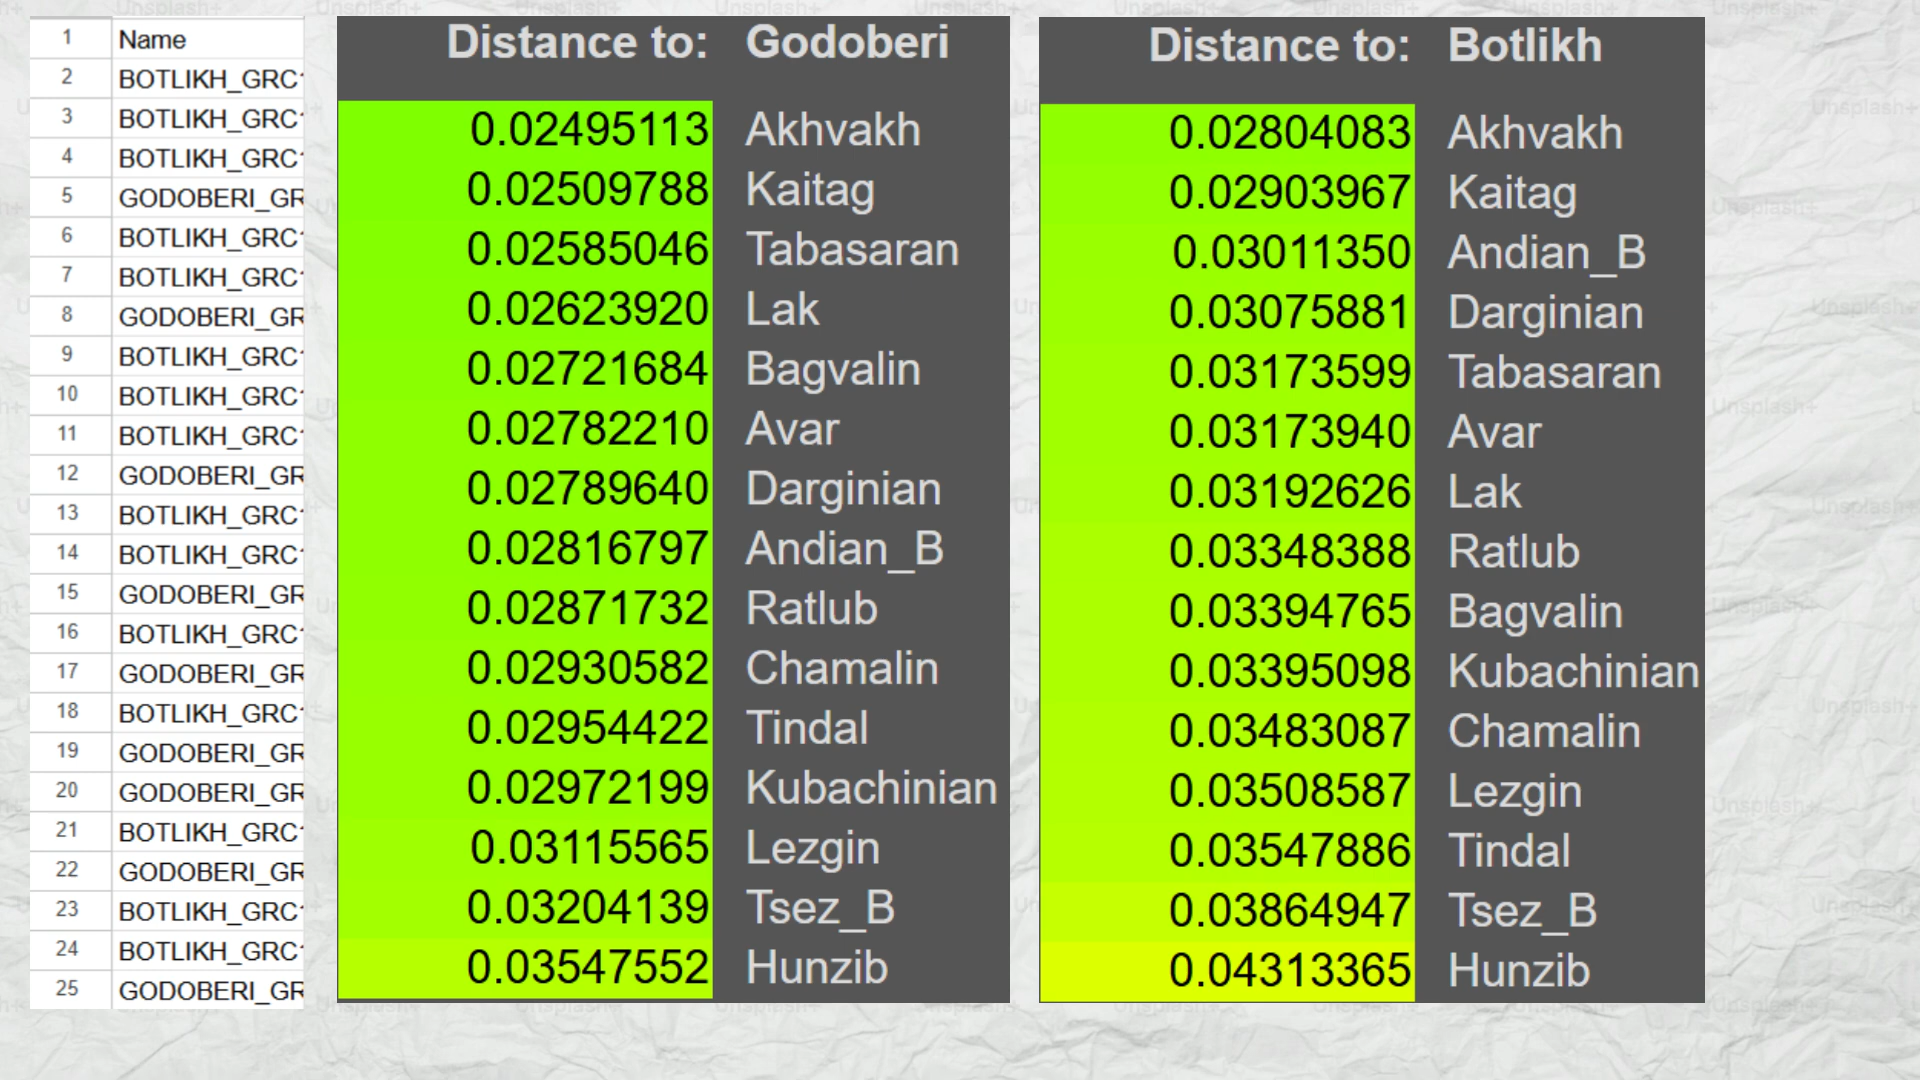 1 Name
2 BOTLIKH_GRC
3 BOTLIKH_GRC
4 BOTLIKH_GRC
5 GODOBERI_GR
6 BOTLIKH_GRC
7 BOTLIKH_GRC
8 GODOBERI_GR
9 BOTLIKH_GRC
10 BOTLIKH_GRC
11 BOTLIKH_GRC
12 GODOBERI_GR
13 BOTLIKH_GRC
14 BOTLIKH_GRC
15 GODOBERI_GR
16 BOTLIKH_GRC
17 GODOBERI_GR
18 BOTLIKH_GRC
19 GODOBERI_GR
20 GODOBERI_GR
21 BOTLIKH_GRC
22 GODOBERI_GR
23 BOTLIKH_GRC
24 BOTLIKH_GRC
25 GODOBERI_GR
Distance to: Godoberi
0.02495113 Akhvakh
0.02509788 Kaitag
0.02585046 Tabasaran
0.02623920 Lak
0.02721684 Bagvalin
0.02782210 Avar
0.02789640 Darginian
0.02816797 Andian_B
0.02871732 Ratlub
0.02930582 Chamalin
0.02954422 Tindal
0.02972199 Kubachinian
0.03115565 Lezgin
0.03204139 Tsez_B
0.03547552 Hunzib
Distance to: Botlikh
0.02804083 Akhvakh
0.02903967 Kaitag
0.03011350 Andian_B
0.03075881 Darginian
0.03173599 Tabasaran
0.03173940 Avar
0.03192626 Lak
0.03348388 Ratlub
0.03394765 Bagvalin
0.03395098 Kubachinian
0.03483087 Chamalin
0.03508587 Lezgin
0.03547886 Tindal
0.03864947 Tsez_B
0.04313365 Hunzib